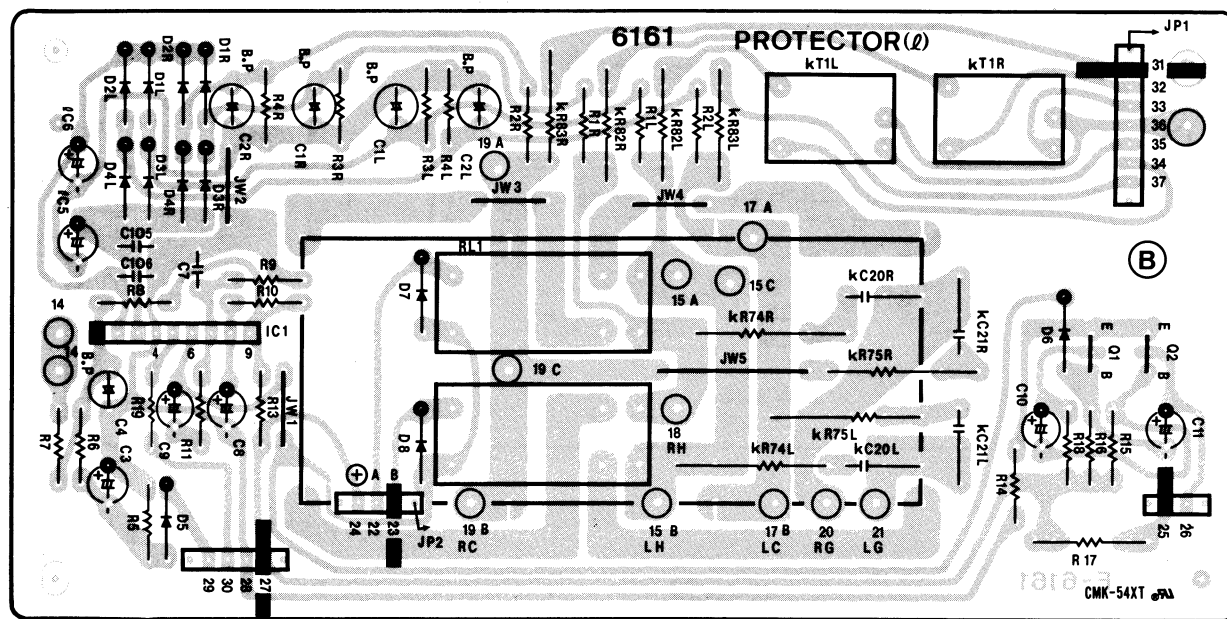 6161 PROTECTOR(ℓ)
JP1
D2R
D1R
B.P
B.P
B.P
B.P
kT1L
kT1R
31
32
33
36
35
34
37
D2L
D1L
R4R
R2R
kR83R
R1R
kR82R
R1L
kR82L
R2L
kR83L
C6
C2R
C1R
R3R
C1L
R3L
R4L
C2L
19 A
D4L
D3L
D4R
D3R
JW2
JW3
JW4
C5
17 A
C105
C106
C7
RL1
R8
R9
R10
D7
15 A
15 C
kC20R
kR74R
kC21R
B
14
14
B.P
IC1
4
6
9
19 C
JW5
kR75R
D6
E
Q1
B
E
Q2
B
R7
R6
C4
C3
R19
C9
R11
C8
R13
JW1
D8
18
RH
kR75L
kR74L
kC20L
kC21L
C10
R18
R16
R15
C11
R14
+ A B
24
22
23
JP2
19 B
RC
15 B
LH
17 B
LC
20
RG
21
LG
25
26
R5
D5
29
30
28
27
R 17
E-6161
CMK-54XT